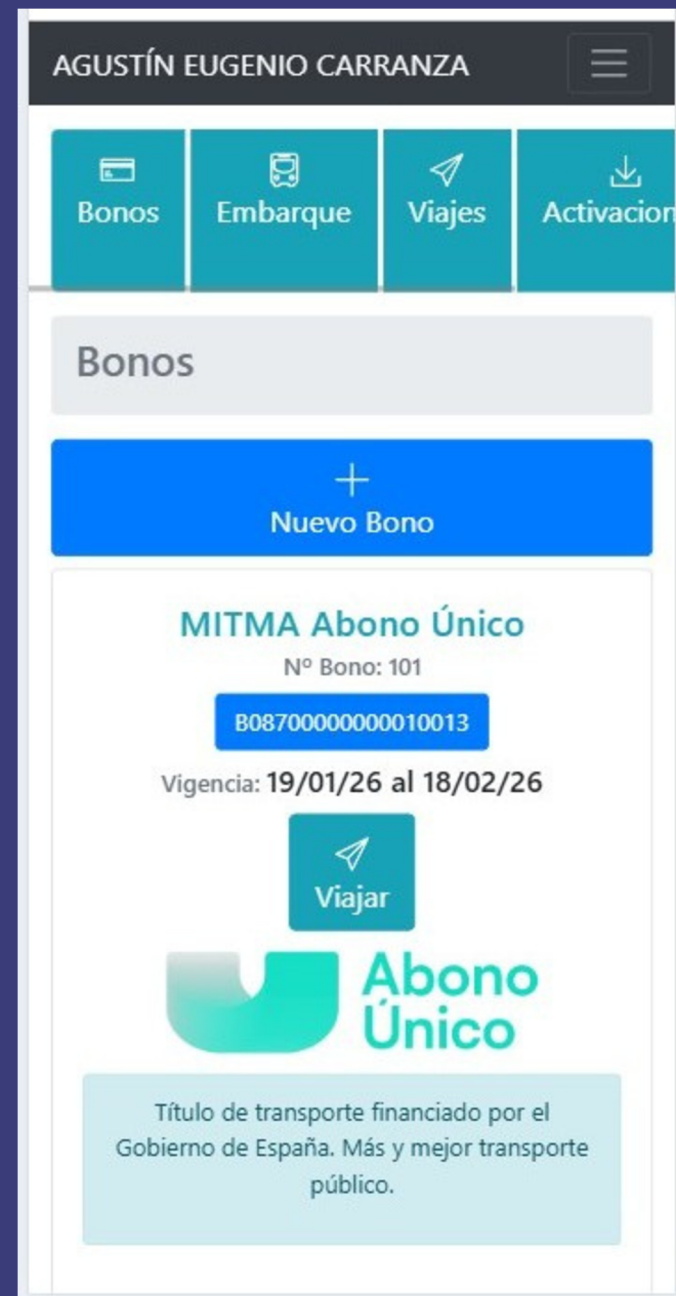 AGUSTÍN EUGENIO CARRANZA
Bonos
Embarque
Viajes
Activacion
Bonos
Nuevo Bono
MITMA Abono Único
Nº Bono: 101
B08700000000010013
Vigencia: 19/01/26 al 18/02/26
Viajar
Abono
Único
Título de transporte financiado por el
Gobierno de España. Más y mejor transporte
público.